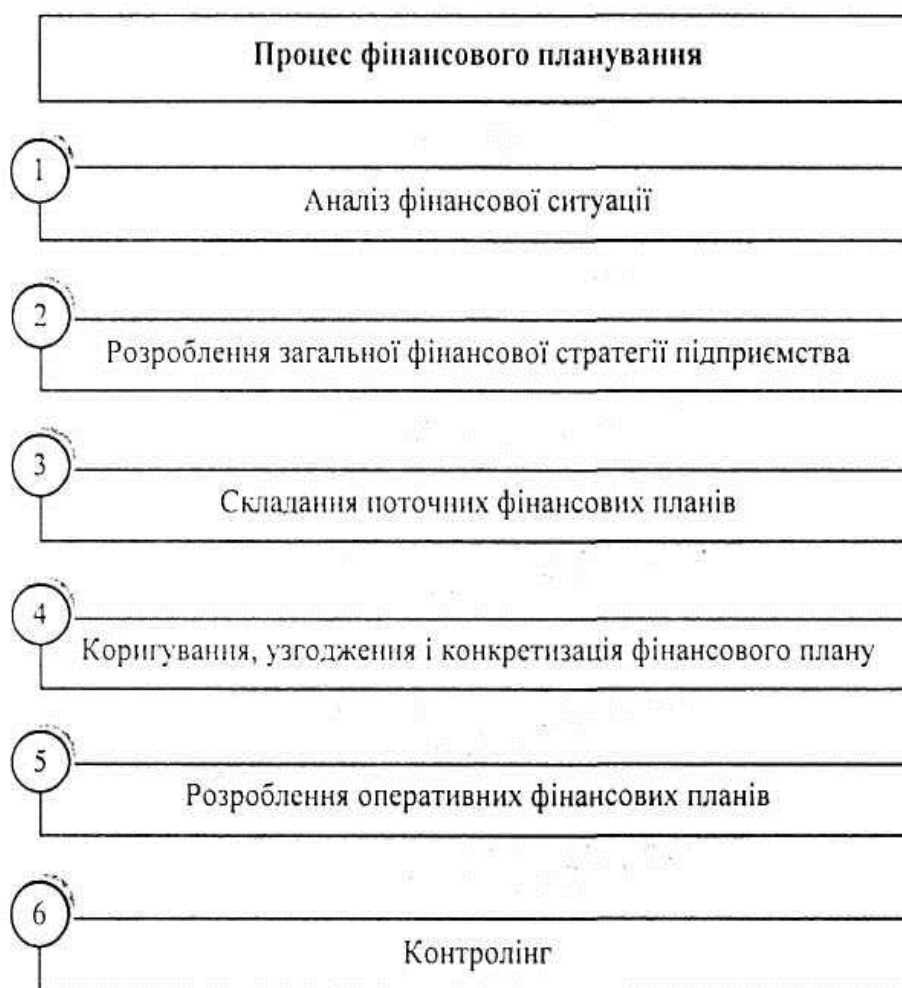 Процес фінансового планування
1
Аналіз фінансової ситуації
2
Розроблення загальної фінансової стратегії підприємства
3
Складання поточних фінансових планів
4
Коригування, узгодження і конкретизація фінансового плану
5
Розроблення оперативних фінансових планів
6
Контролінг